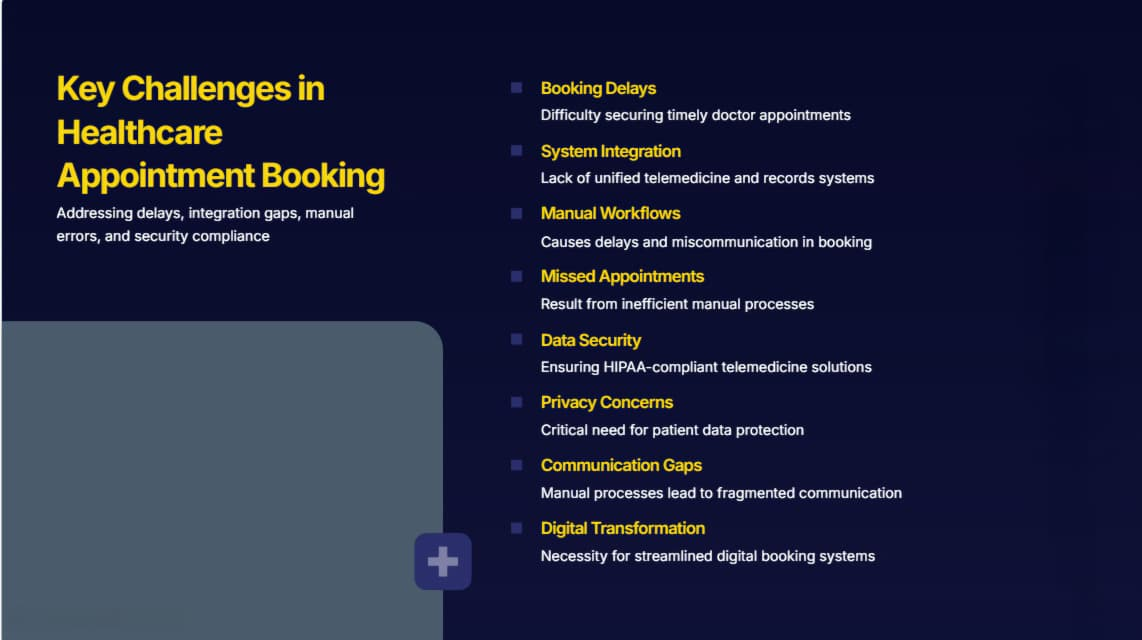 Key Challenges in
Healthcare
Appointment Booking
Addressing delays, integration gaps, manual
errors, and security compliance
Booking Delays
Difficulty securing timely doctor appointments
System Integration
Lack of unified telemedicine and records systems
Manual Workflows
Causes delays and miscommunication in booking
Missed Appointments
Result from inefficient manual processes
Data Security
Ensuring HIPAA-compliant telemedicine solutions
Privacy Concerns
Critical need for patient data protection
Communication Gaps
Manual processes lead to fragmented communication
Digital Transformation
Necessity for streamlined digital booking systems